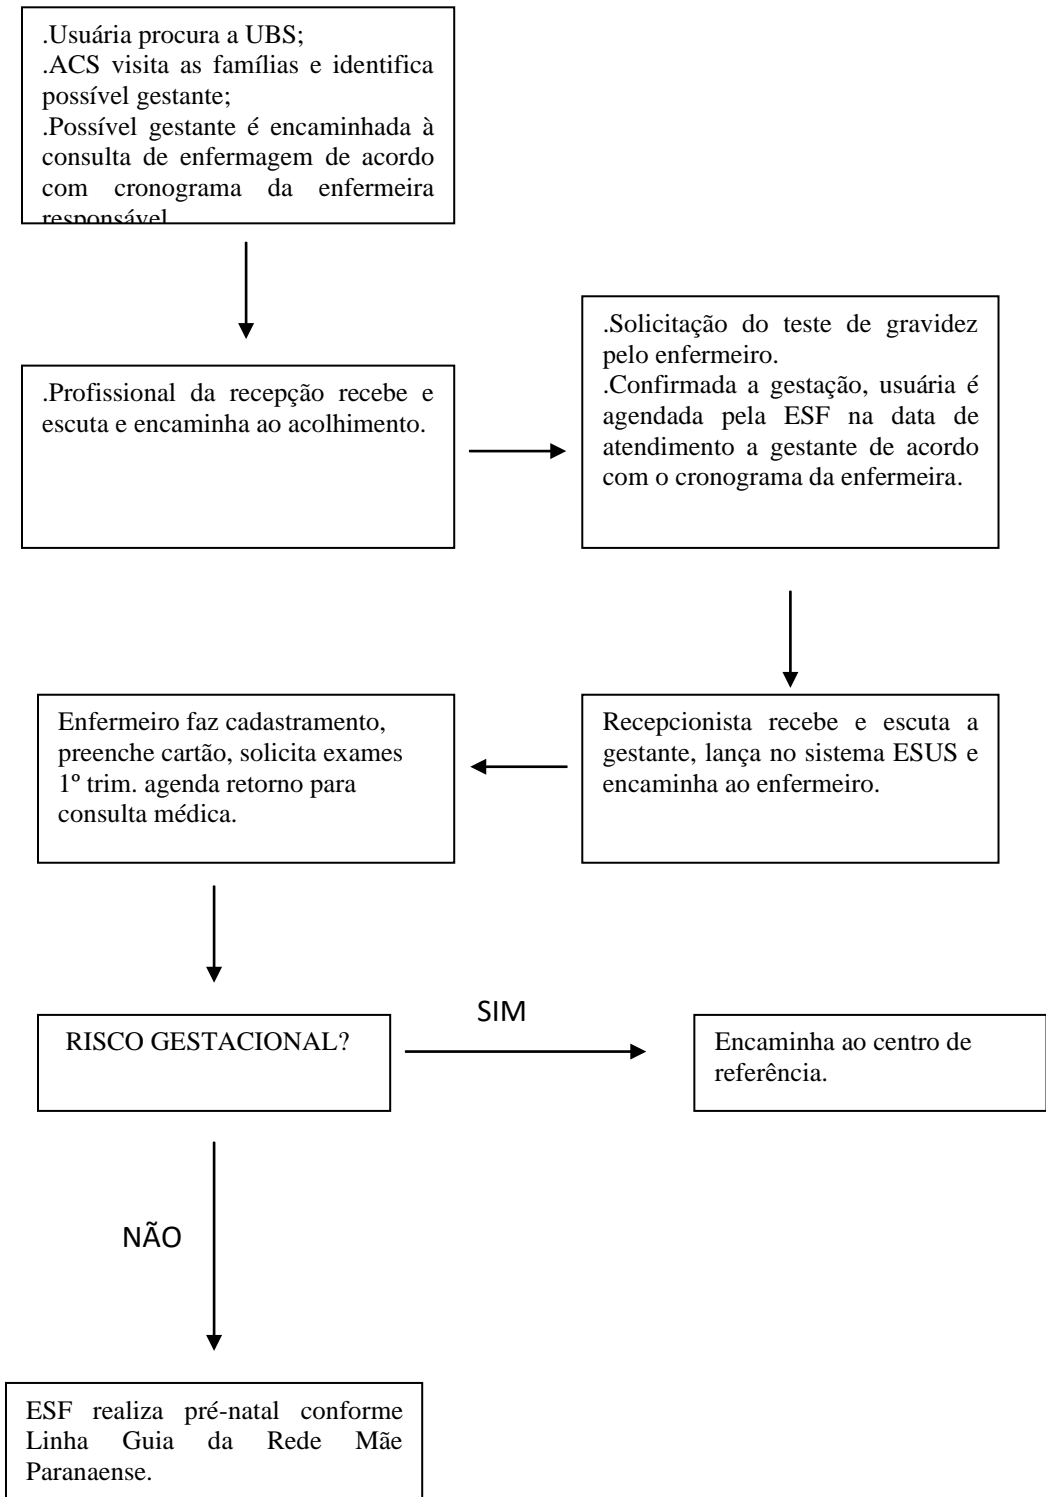 .Usuária procura a UBS;
.ACS visita as famílias e identifica
possível gestante;
.Possível gestante é encaminhada à
consulta de enfermagem de acordo
com cronograma da enfermeira
responsável
.Profissional da recepção recebe e
escuta e encaminha ao acolhimento.
.Solicitação do teste de gravidez
pelo enfermeiro.
.Confirmada a gestação, usuária é
agendada pela ESF na data de
atendimento a gestante de acordo
com o cronograma da enfermeira.
Recepcionista recebe e escuta a
gestante, lança no sistema ESUS e
encaminha ao enfermeiro.
Enfermeiro faz cadastramento,
preenche cartão, solicita exames
1º trim. agenda retorno para
consulta médica.
RISCO GESTACIONAL?
SIM
Encaminha ao centro de
referência.
NÃO
ESF realiza pré-natal conforme
Linha Guia da Rede Mãe
Paranaense.